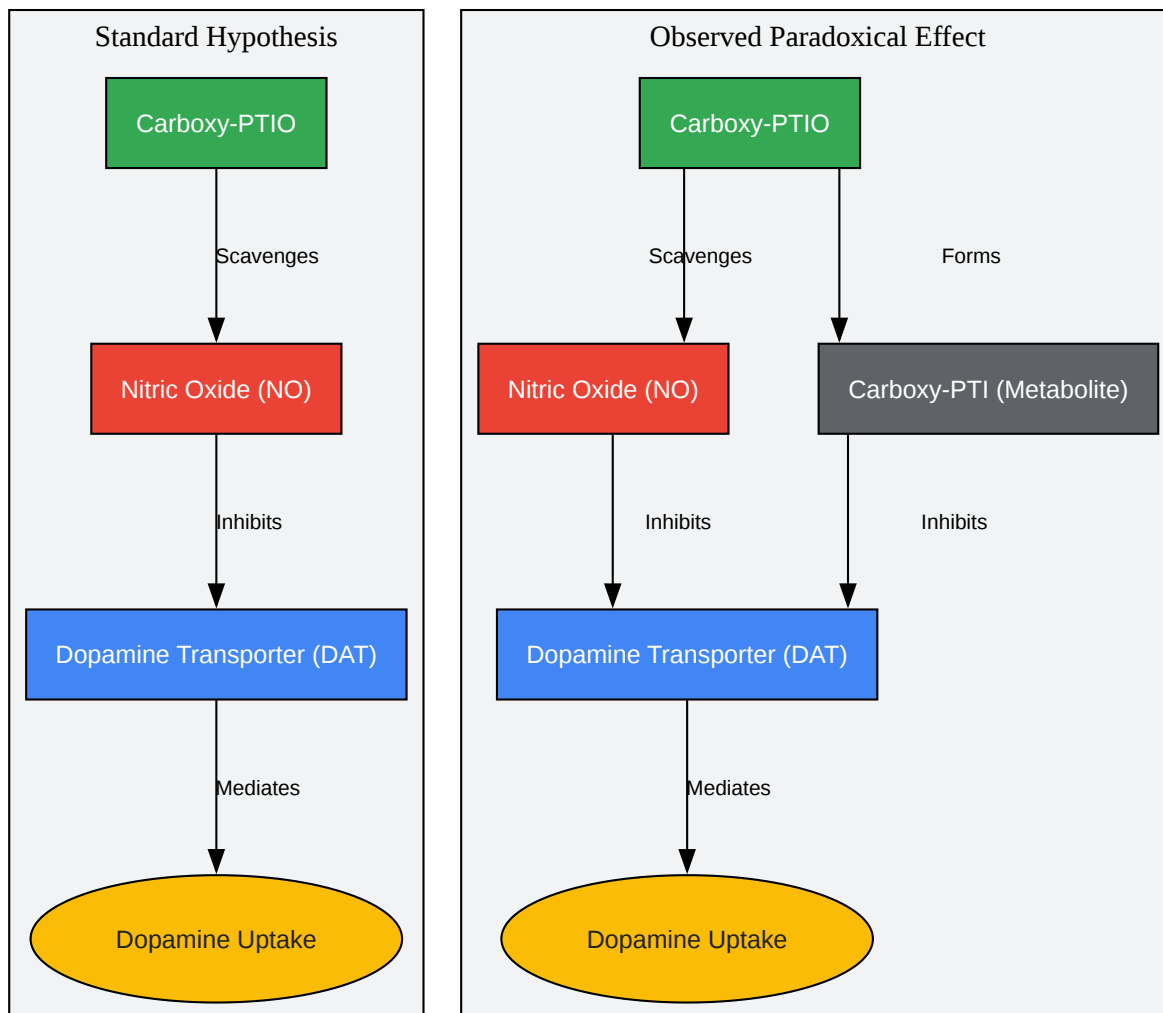 Standard Hypothesis
Carboxy-PTIO
Scavenges
Nitric Oxide (NO)
Inhibits
Dopamine Transporter (DAT)
Mediates
Dopamine Uptake
Observed Paradoxical Effect
Carboxy-PTIO
Scavenges
Forms
Nitric Oxide (NO)
Carboxy-PTI (Metabolite)
Inhibits
Inhibits
Dopamine Transporter (DAT)
Mediates
Dopamine Uptake